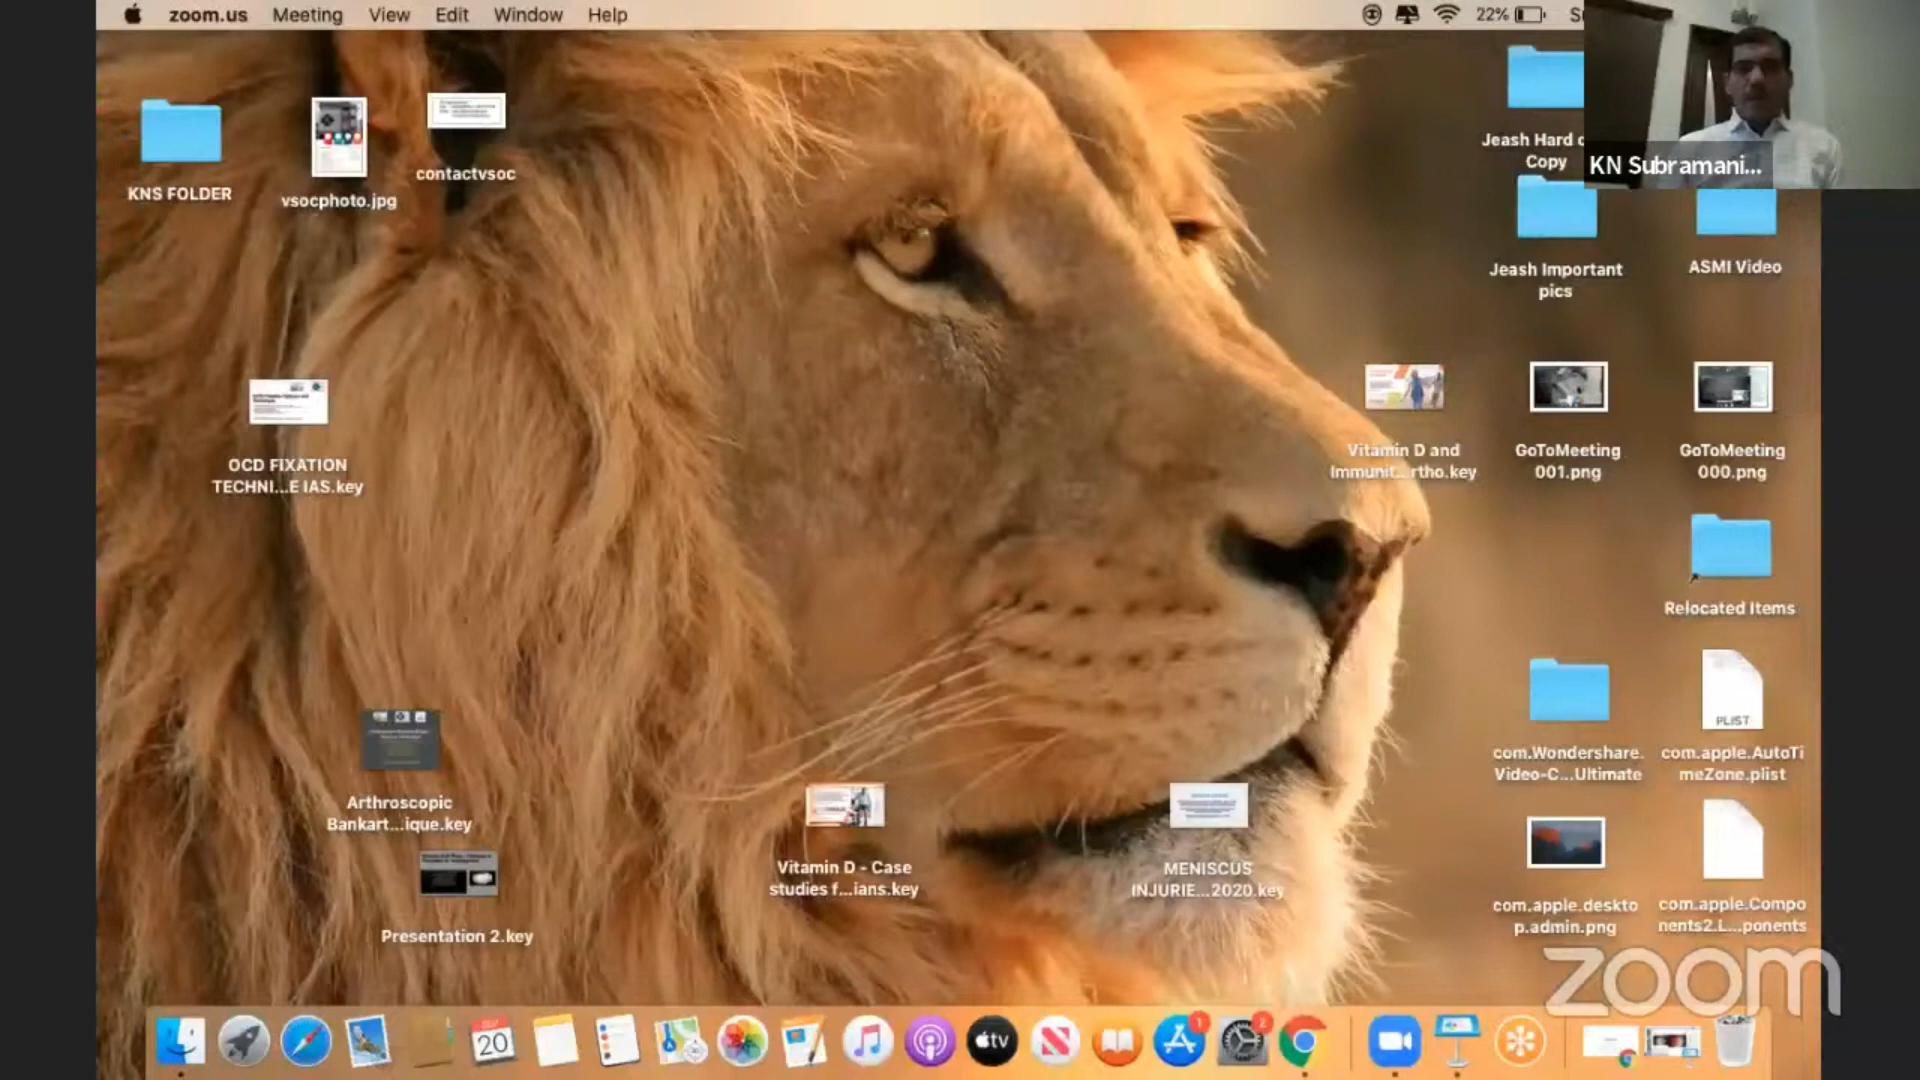 zoom.us Meeting View Edit Window Help
22%
KNS FOLDER
vsocphoto.jpg
contactvsoc
Jeash Hard
Copy
KN Subramani...
Jeash Important
pics
ASMI Video
OCD FIXATION
TECHNI...E IAS.key
Vitamin D and
Immunit...rtho.key
GoToMeeting
001.png
GoToMeeting
000.png
Relocated Items
PLIST
com.Wondershare.
Video-C...Ultimate
com.apple.AutoTi
meZone.plist
Arthroscopic
Bankart...ique.key
Vitamin D - Case
studies f...ians.key
MENISCUS
INJURIE...2020.key
com.apple.deskto
p.admin.png
com.apple.Compo
nents2.L...ponents
Presentation 2.key
zoom
20
tv
1
2